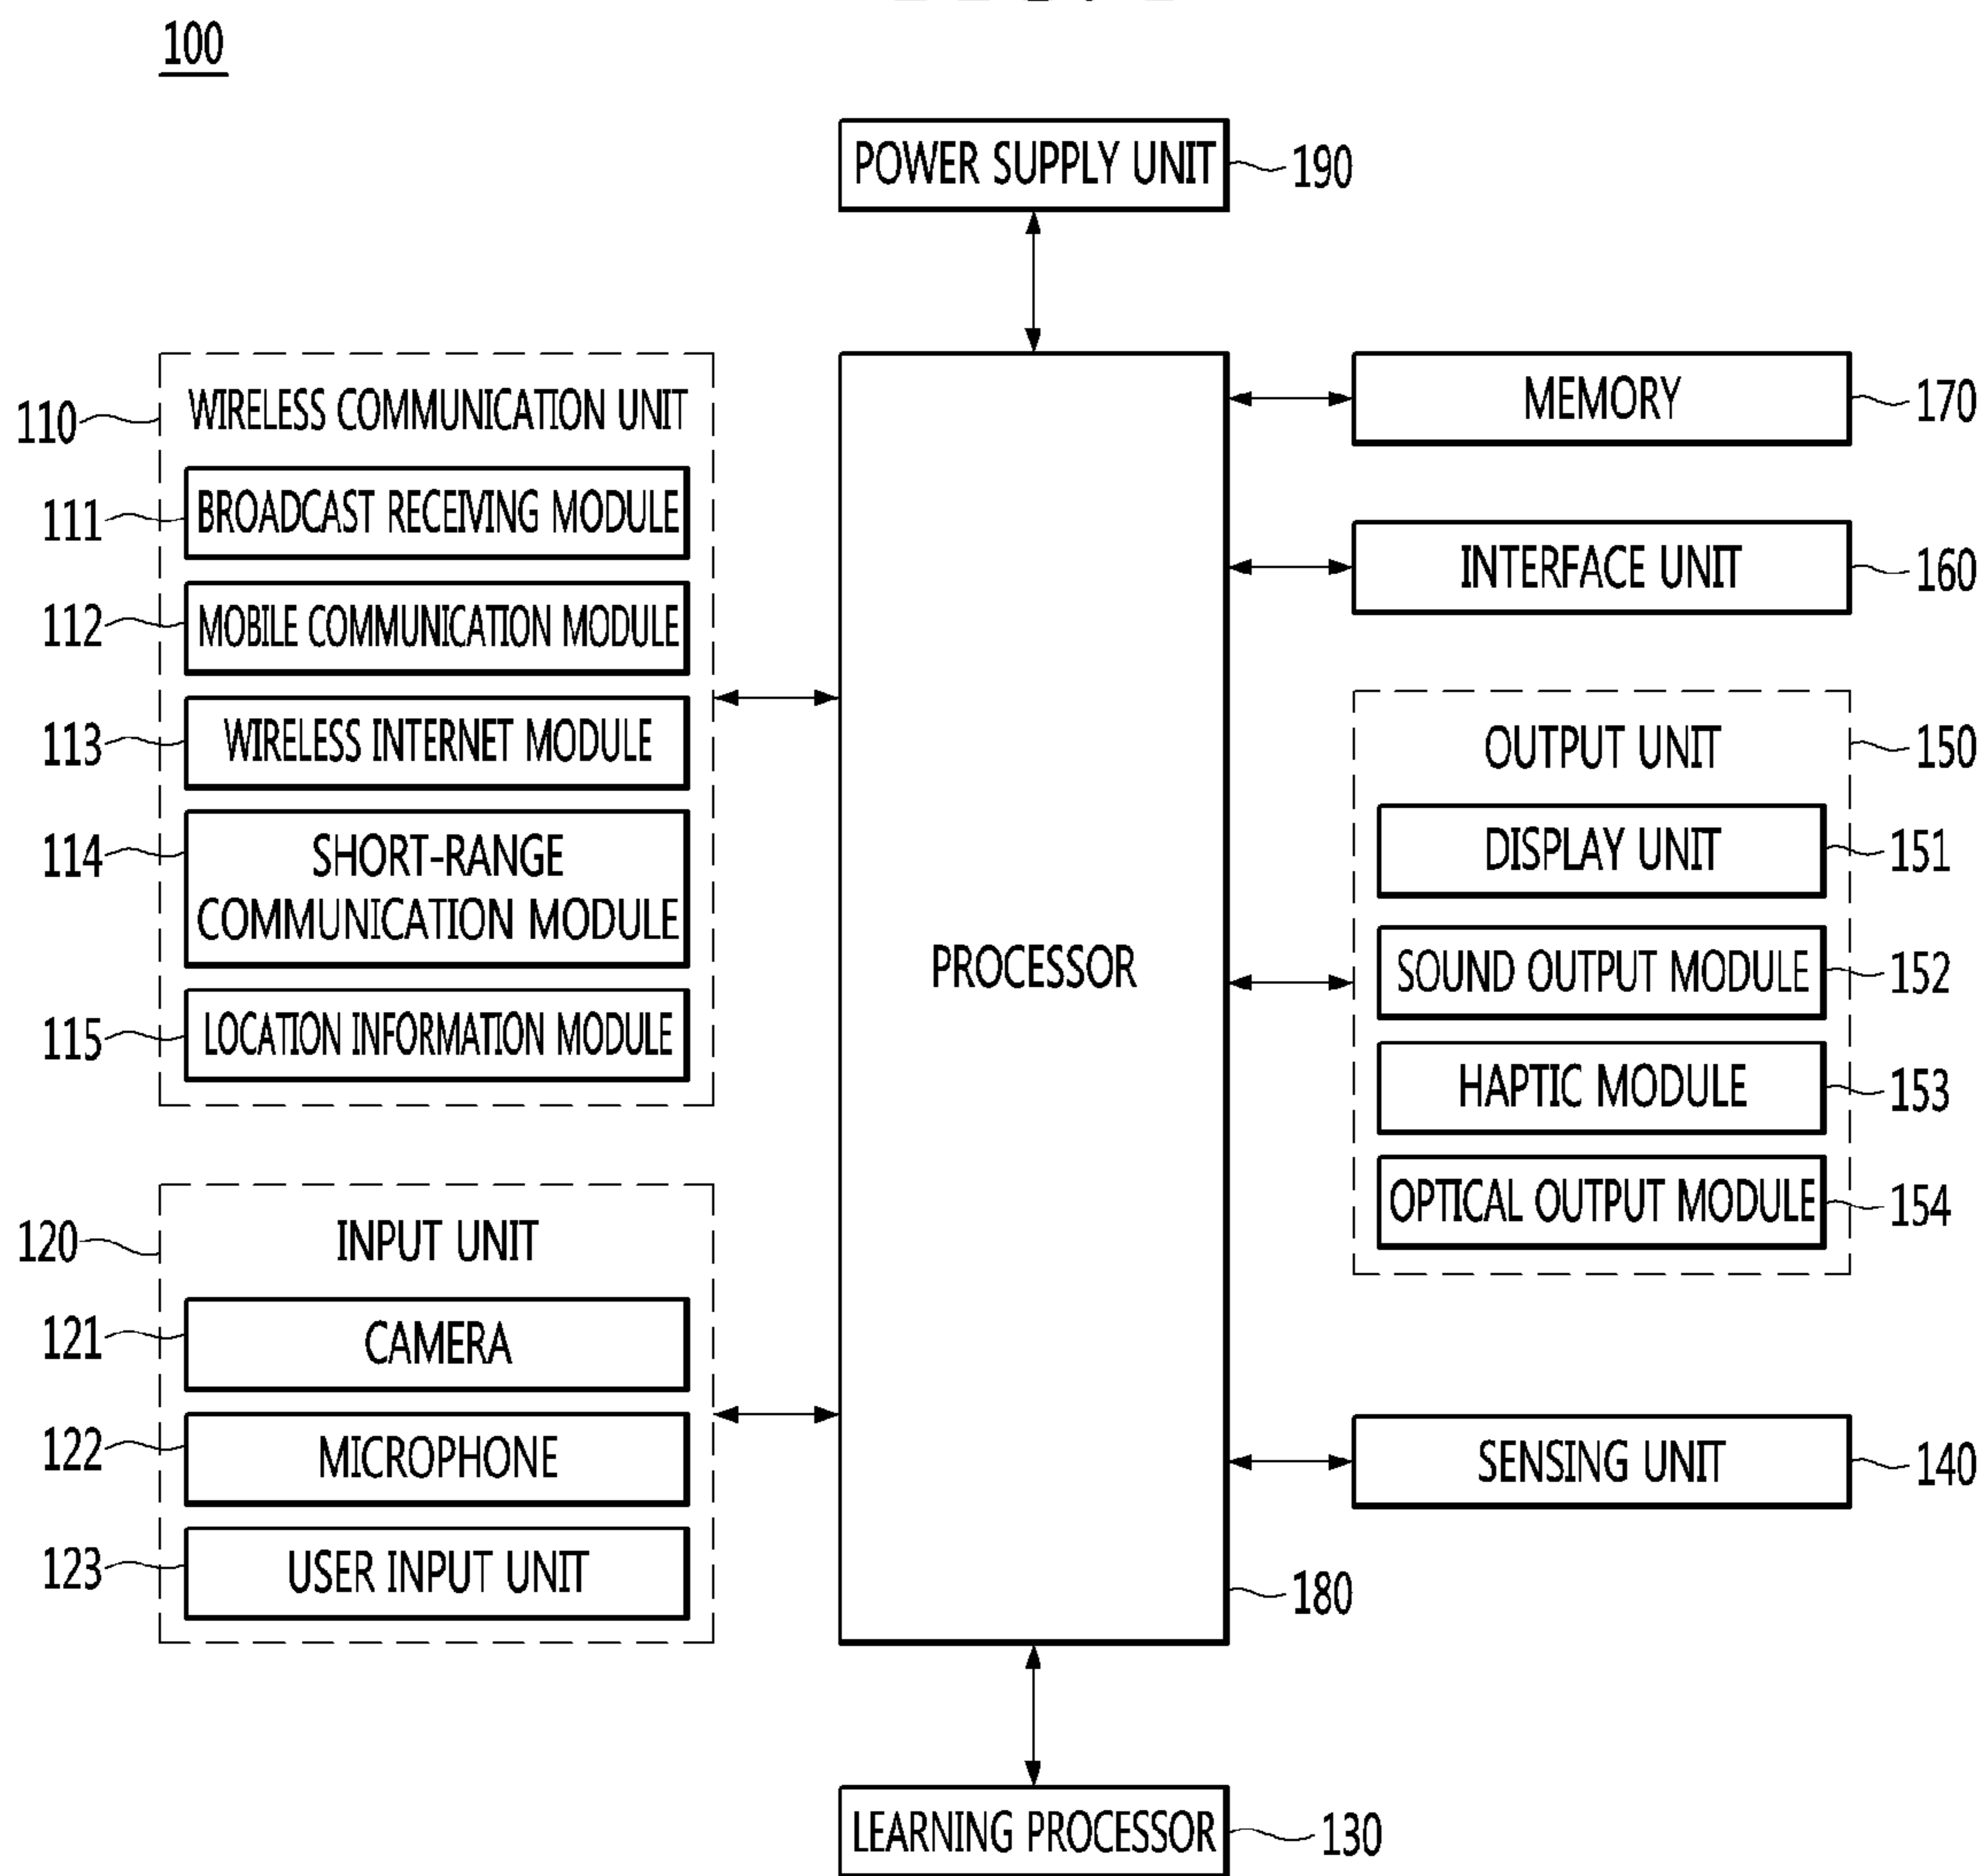 100
POWER SUPPLY UNIT 190
110 WIRELESS COMMUNICATION UNIT
111 BROADCAST RECEIVING MODULE
112 MOBILE COMMUNICATION MODULE
113 WIRELESS INTERNET MODULE
114 SHORT-RANGE
COMMUNICATION MODULE
115 LOCATION INFORMATION MODULE
120 INPUT UNIT
121 CAMERA
122 MICROPHONE
123 USER INPUT UNIT
PROCESSOR
180
MEMORY 170
INTERFACE UNIT 160
OUTPUT UNIT 150
DISPLAY UNIT 151
SOUND OUTPUT MODULE 152
HAPTIC MODULE 153
OPTICAL OUTPUT MODULE 154
SENSING UNIT 140
LEARNING PROCESSOR 130